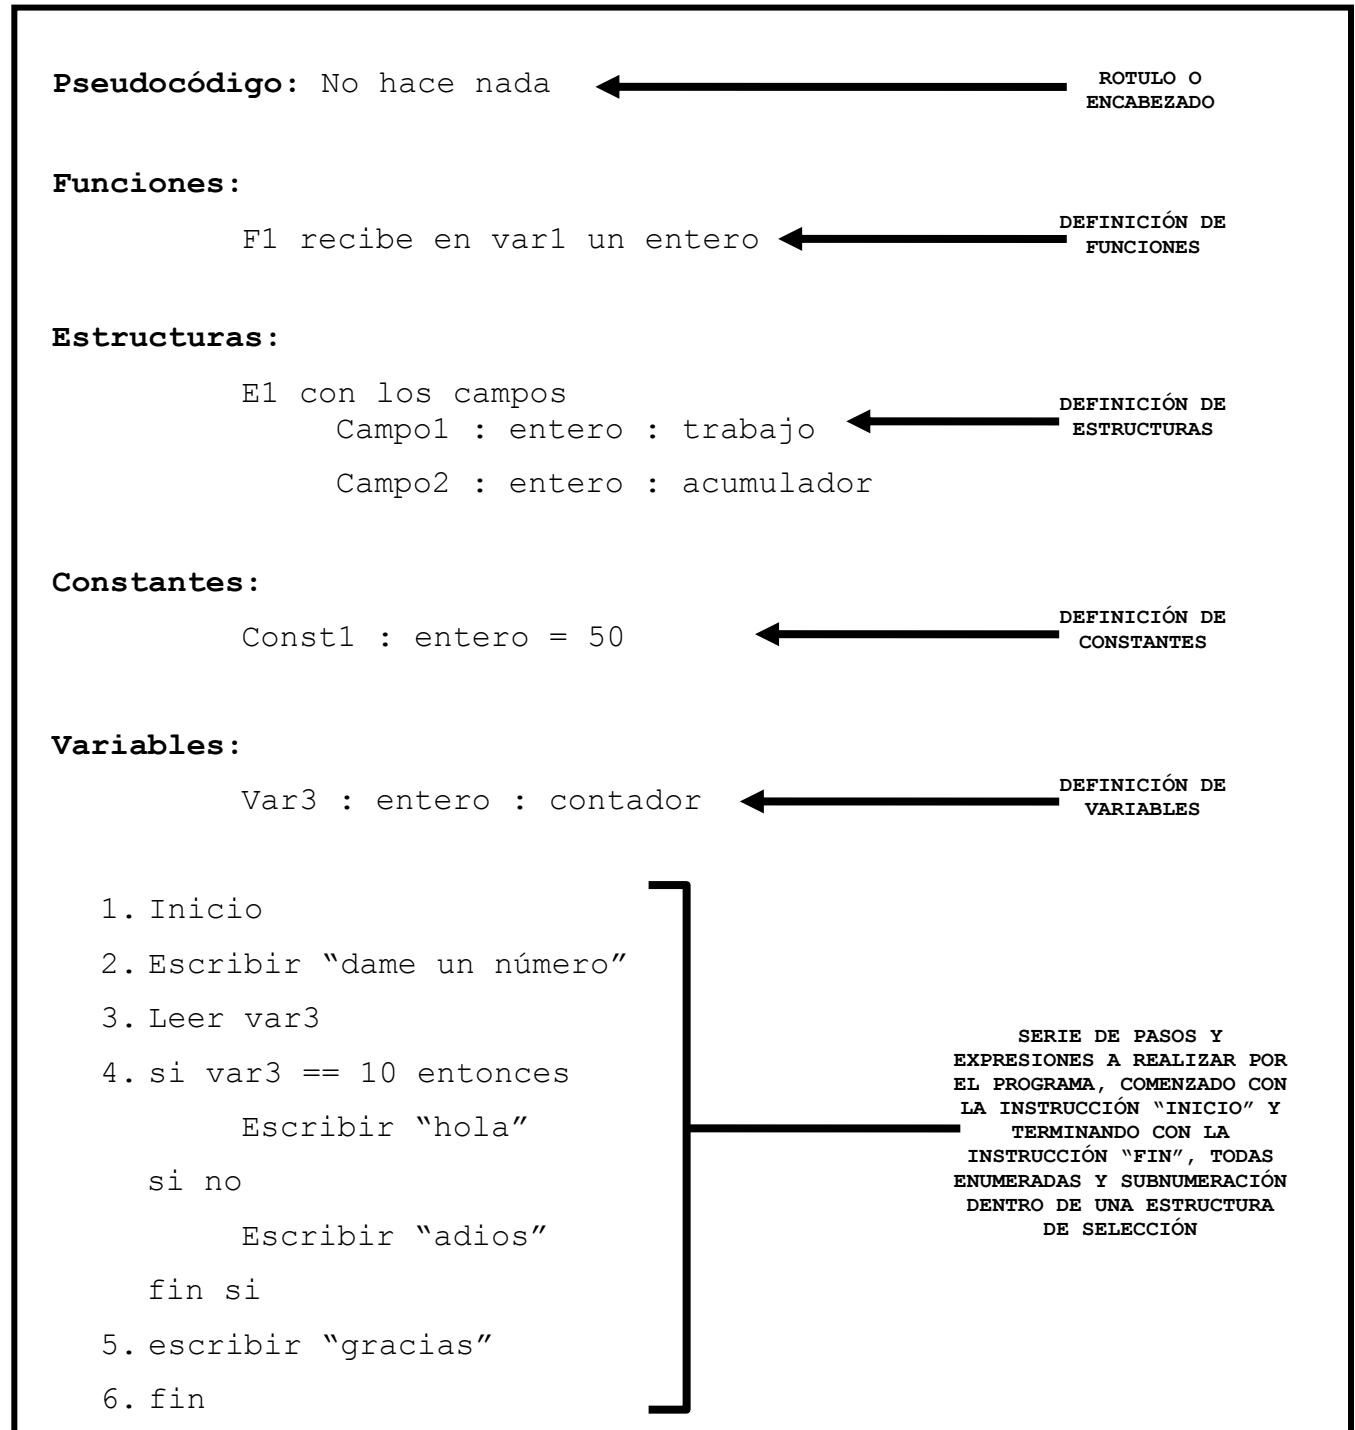 Pseudocódigo: No hace nada
ROTULO O
ENCABEZADO
Funciones:
F1 recibe en var1 un entero
DEFINICIÓN DE
FUNCIONES
Estructuras:
E1 con los campos
Campo1 : entero : trabajo
DEFINICIÓN DE
ESTRUCTURAS
Campo2 : entero : acumulador
Constantes:
Const1 : entero = 50
DEFINICIÓN DE
CONSTANTES
Variables:
Var3 : entero : contador
DEFINICIÓN DE
VARIABLES
1. Inicio
2. Escribir “dame un número”
3. Leer var3
4. si var3 == 10 entonces
Escribir “hola”
si no
Escribir “adios”
fin si
5. escribir “gracias”
6. fin
SERIE DE PASOS Y
EXPRESIONES A REALIZAR POR
EL PROGRAMA, COMENZADO CON
LA INSTRUCCIÓN “INICIO” Y
TERMINANDO CON LA
INSTRUCCIÓN “FIN”, TODAS
ENUMERADAS Y SUBNUMERACIÓN
DENTRO DE UNA ESTRUCTURA
DE SELECCIÓN